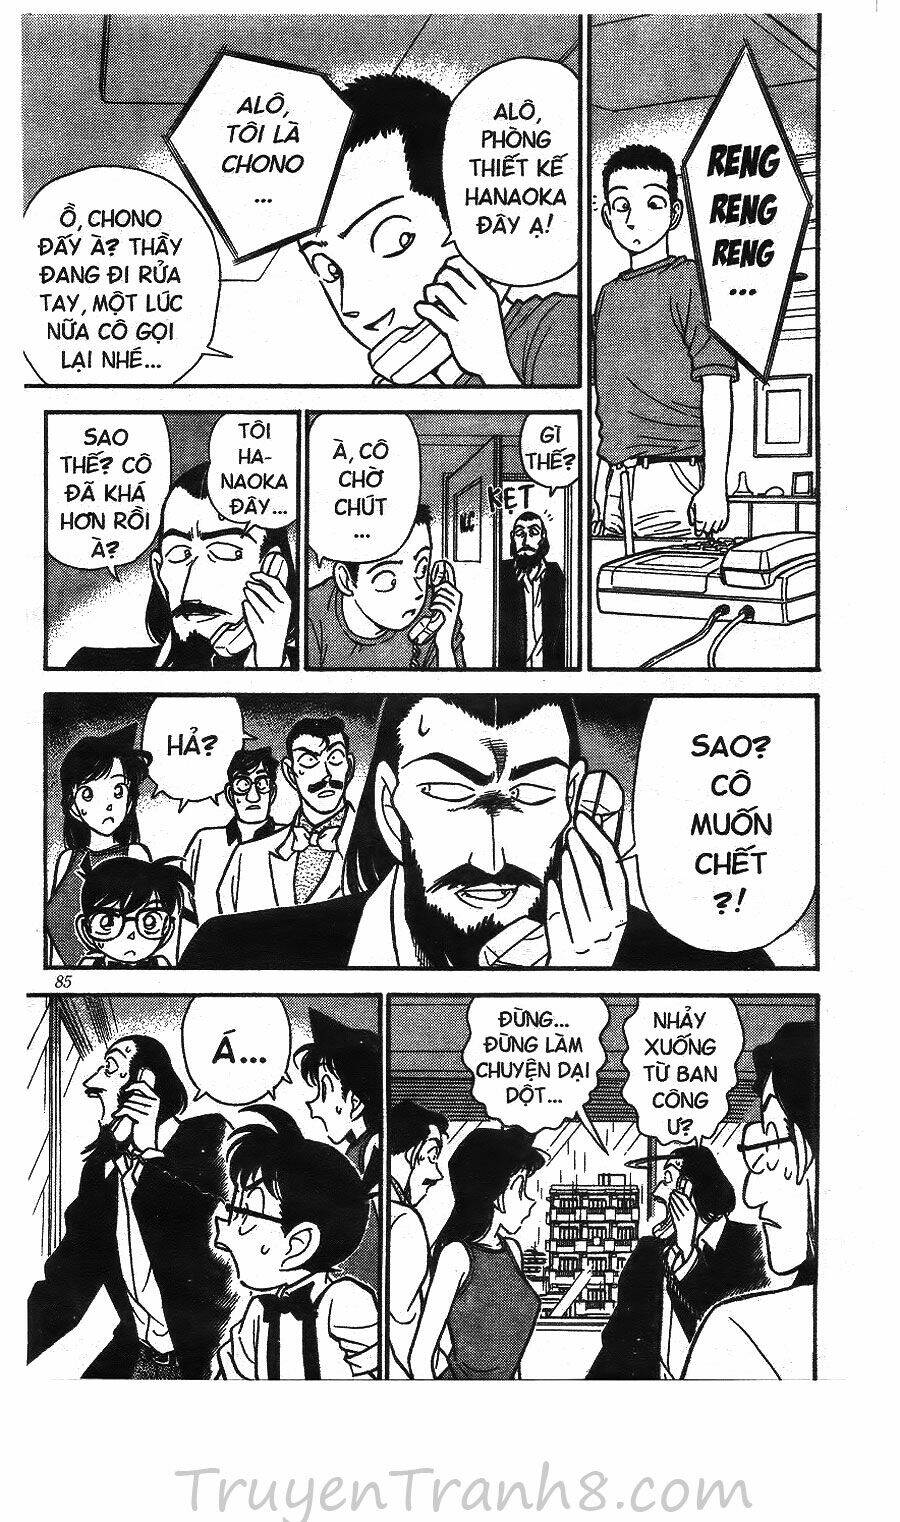 RENG
RENG
RENG
...
ALÔ,
PHÒNG
THIẾT KẾ
HANAOKA
ĐÂY Ạ!
ALÔ,
TÔI LÀ
CHONO
...
Ồ, CHONO
ĐẤY À? THẦY
ĐANG ĐI RỬA
TAY, MỘT LÚC
NỮA CÔ GỌI
LẠI NHÉ...
GÌ
THẾ?
KẸT
WC
À, CÔ
CHỜ
CHÚT
...
TÔI
HA-
NAOKA
ĐÂY...
SAO
THẾ? CÔ
ĐÃ KHÁ
HƠN RỒI
À?
SAO?
CÔ
MUỐN
CHẾT
?!
HẢ?
85
NHẢY
XUỐNG
TỪ BAN
CÔNG
Ư?
ĐỪNG...
ĐỪNG LÀM
CHUYỆN DẠI
DỘT...
Á...
TruyenTranh8.com